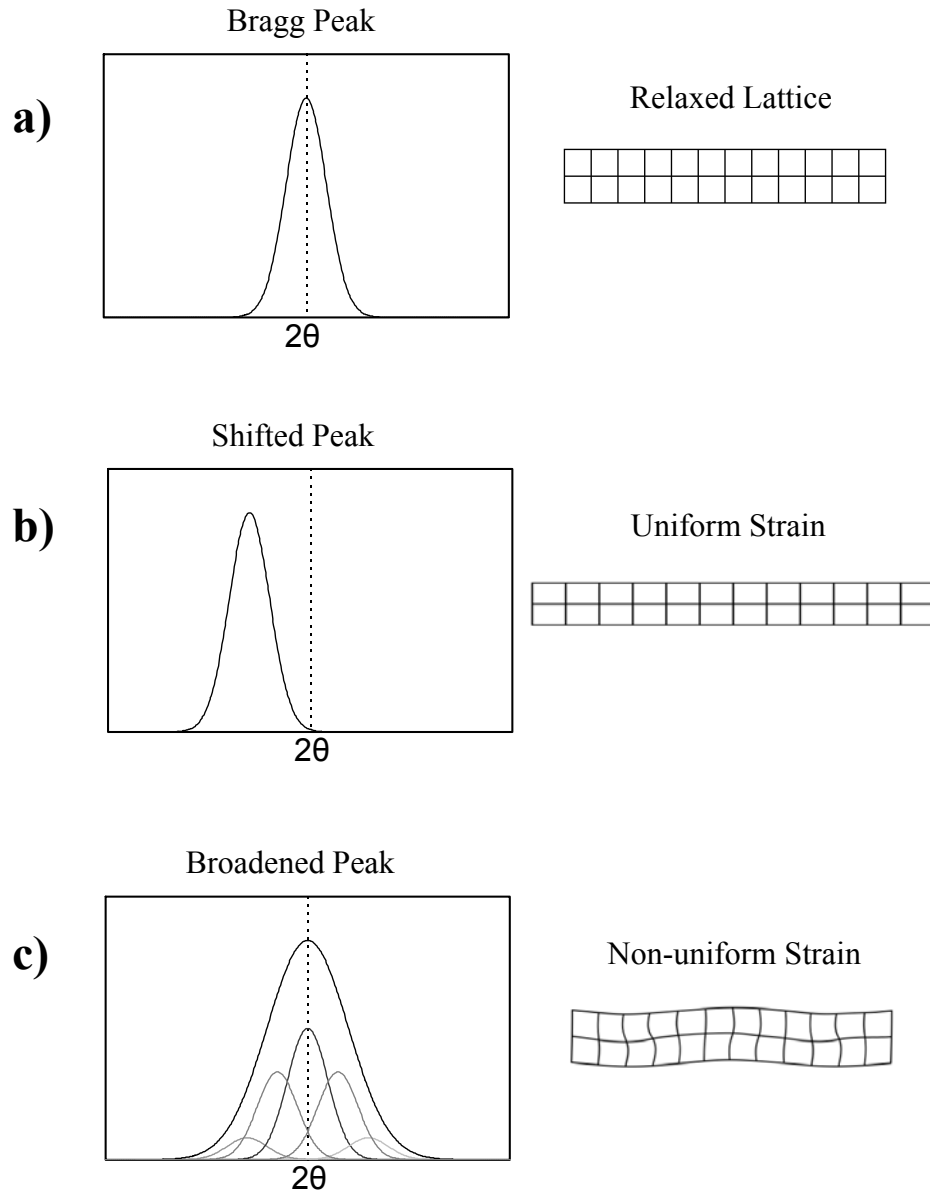 Bragg Peak
a)
Relaxed Lattice
2θ
Shifted Peak
b)
Uniform Strain
2θ
Broadened Peak
c)
Non-uniform Strain
2θ